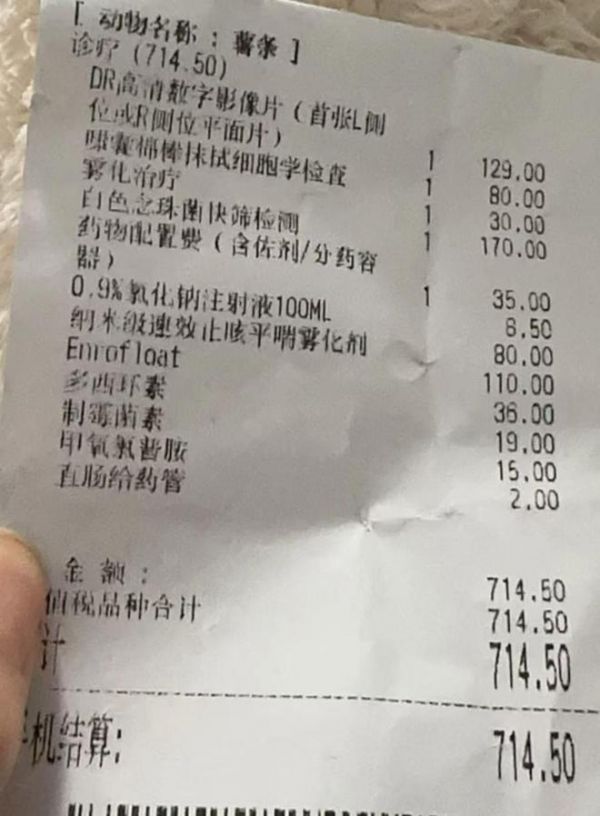 [ 动物名称 : 薯条 ]
诊疗 (714.50)
DR高清数字影像片 ( 首张L侧
位或R侧位平面片 ) 1 129.00
嗉囊棉棒抹拭细胞学检查 1 80.00
雾化治疗 1 30.00
白色念珠菌快筛检测 1 170.00
药物配置费 ( 含佐剂/分药容
器 ) 1 35.00
0.9%氯化钠注射液100ML 8.50
纳米级速效止咳平喘雾化剂 80.00
Enrofloat 110.00
多西环素 36.00
制霉菌素 19.00
甲氧氯普胺 15.00
直肠给药管 2.00
金 额 : 714.50
值税品种合计 714.50
计 714.50
机结算: 714.50